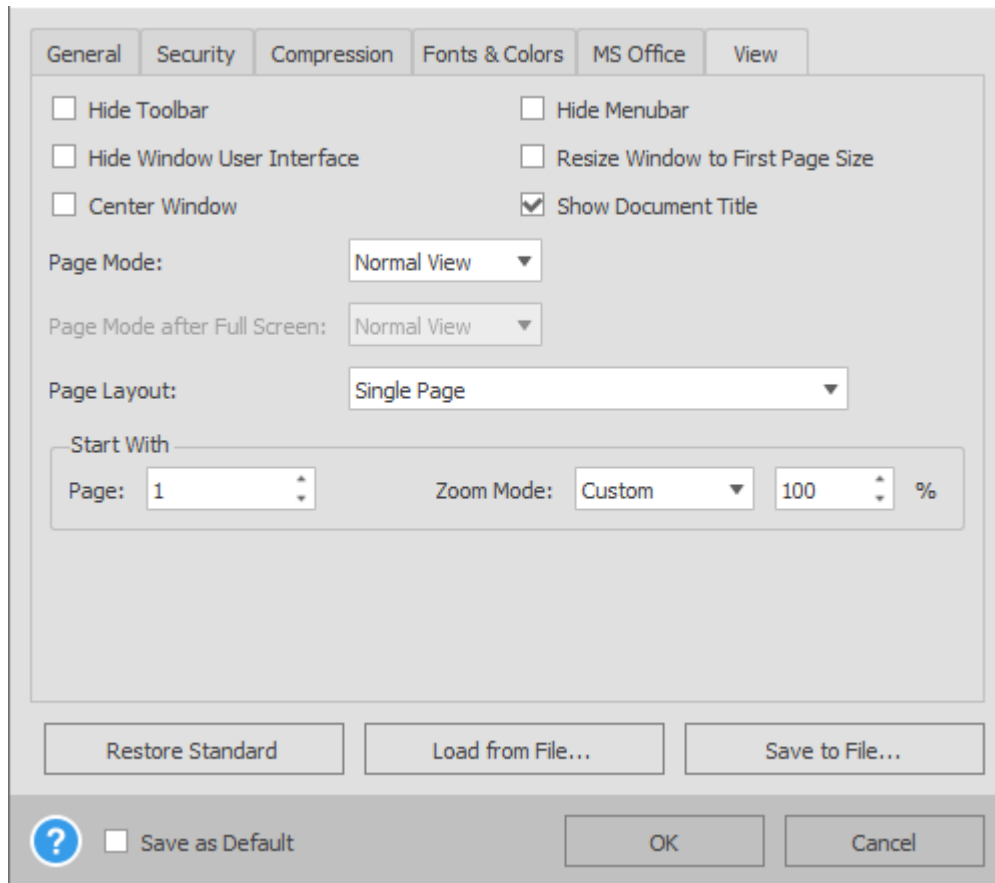 General Security Compression Fonts & Colors MS Office View
Hide Toolbar Hide Menubar
Hide Window User Interface Resize Window to First Page Size
Center Window Show Document Title
Page Mode: Normal View
Page Mode after Full Screen: Normal View
Page Layout: Single Page
Start With
Page: 1 Zoom Mode: Custom 100 %
Restore Standard Load from File... Save to File...
? Save as Default OK Cancel